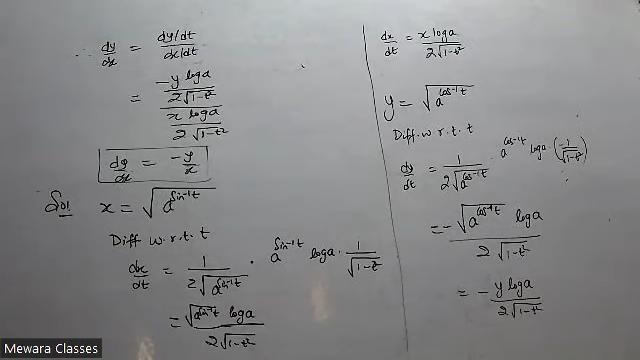 ∴ dy/dx = (dy/dt)/(dx/dt)
= (-y log a / 2√(1-t²)) / (x log a / 2√(1-t²))
dy/dx = -y/x
Sol x = √(a^(sin⁻¹t))
Diff w.r.t. t
dx/dt = 1/(2√(a^(sin⁻¹t))) · a^(sin⁻¹t) log a · 1/√(1-t²)
= √(a^(sin⁻¹t)) log a / 2√(1-t²)
dx/dt = x log a / 2√(1-t²)
y = √(a^(cos⁻¹t))
Diff w.r.t. t
dy/dt = 1/(2√(a^(cos⁻¹t))) · a^(cos⁻¹t) log a · (-1/√(1-t²))
= -√(a^(cos⁻¹t)) log a / 2√(1-t²)
= -y log a / 2√(1-t²)
Mewara Classes